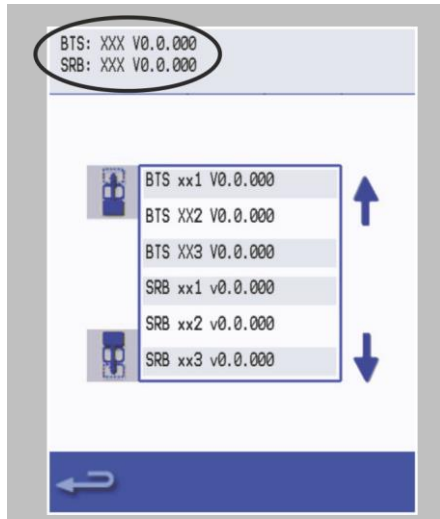 BTS: XXX V0.0.000
SRB: XXX V0.0.000
BTS xx1 V0.0.000
BTS XX2 V0.0.000
BTS XX3 V0.0.000
SRB xx1 v0.0.000
SRB xx2 v0.0.000
SRB xx3 v0.0.000